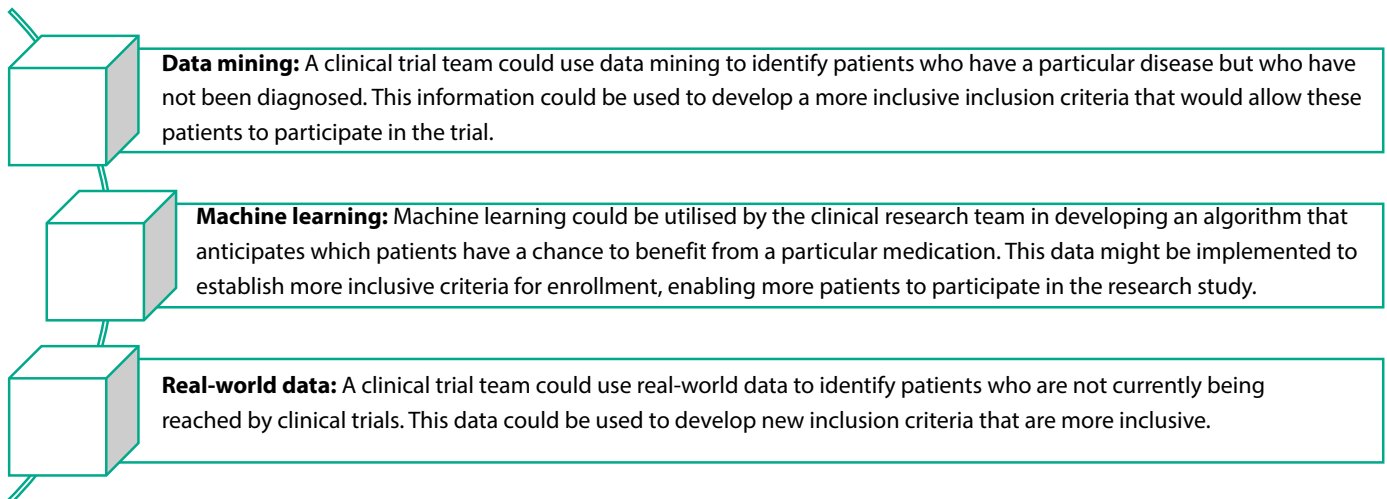 Data mining: A clinical trial team could use data mining to identify patients who have a particular disease but who have
not been diagnosed. This information could be used to develop a more inclusive inclusion criteria that would allow these
patients to participate in the trial.
Machine learning: Machine learning could be utilised by the clinical research team in developing an algorithm that
anticipates which patients have a chance to benefit from a particular medication. This data might be implemented to
establish more inclusive criteria for enrollment, enabling more patients to participate in the research study.
Real-world data: A clinical trial team could use real-world data to identify patients who are not currently being
reached by clinical trials. This data could be used to develop new inclusion criteria that are more inclusive.